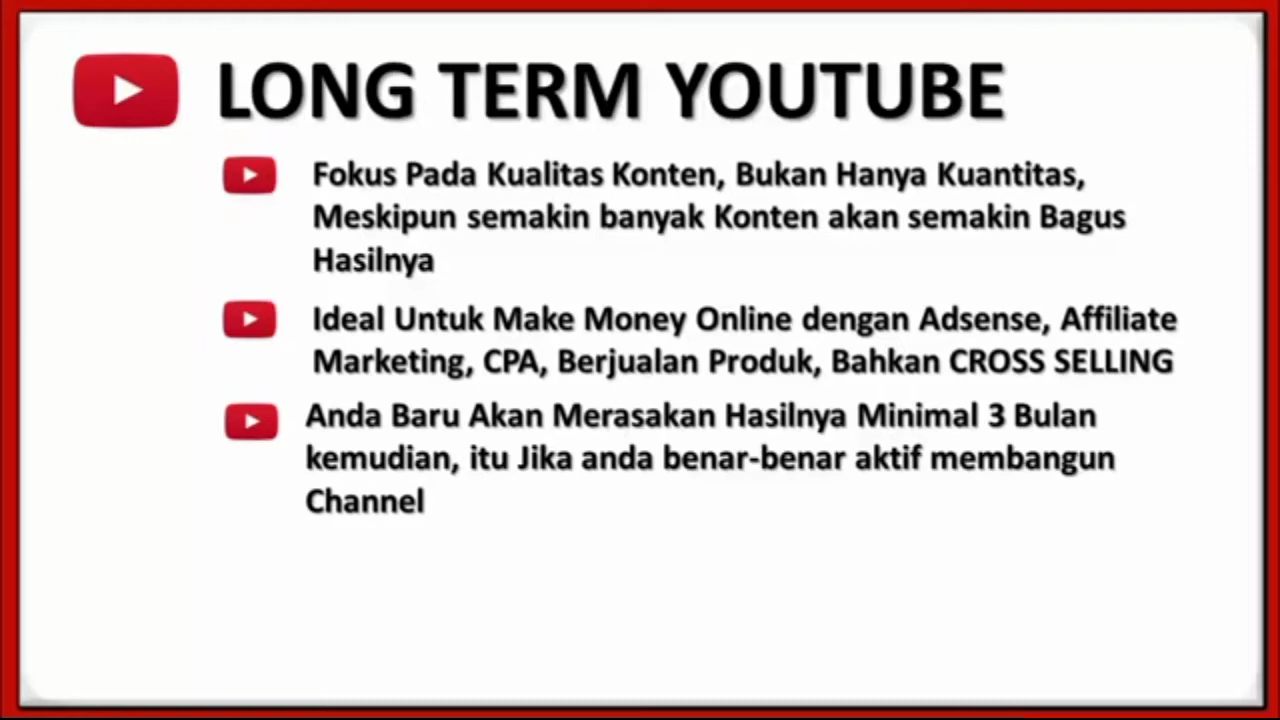 LONG TERM YOUTUBE
Fokus Pada Kualitas Konten, Bukan Hanya Kuantitas,
Meskipun semakin banyak Konten akan semakin Bagus
Hasilnya
Ideal Untuk Make Money Online dengan Adsense, Affiliate
Marketing, CPA, Berjualan Produk, Bahkan CROSS SELLING
Anda Baru Akan Merasakan Hasilnya Minimal 3 Bulan
kemudian, itu Jika anda benar-benar aktif membangun
Channel